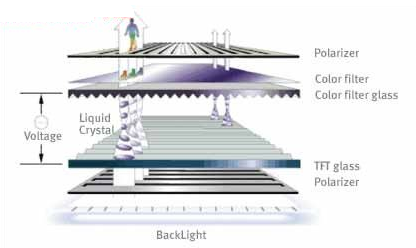 Polarizer
Color filter
Color filter glass
Liquid
Crystal
Voltage
TFT glass
Polarizer
BackLight